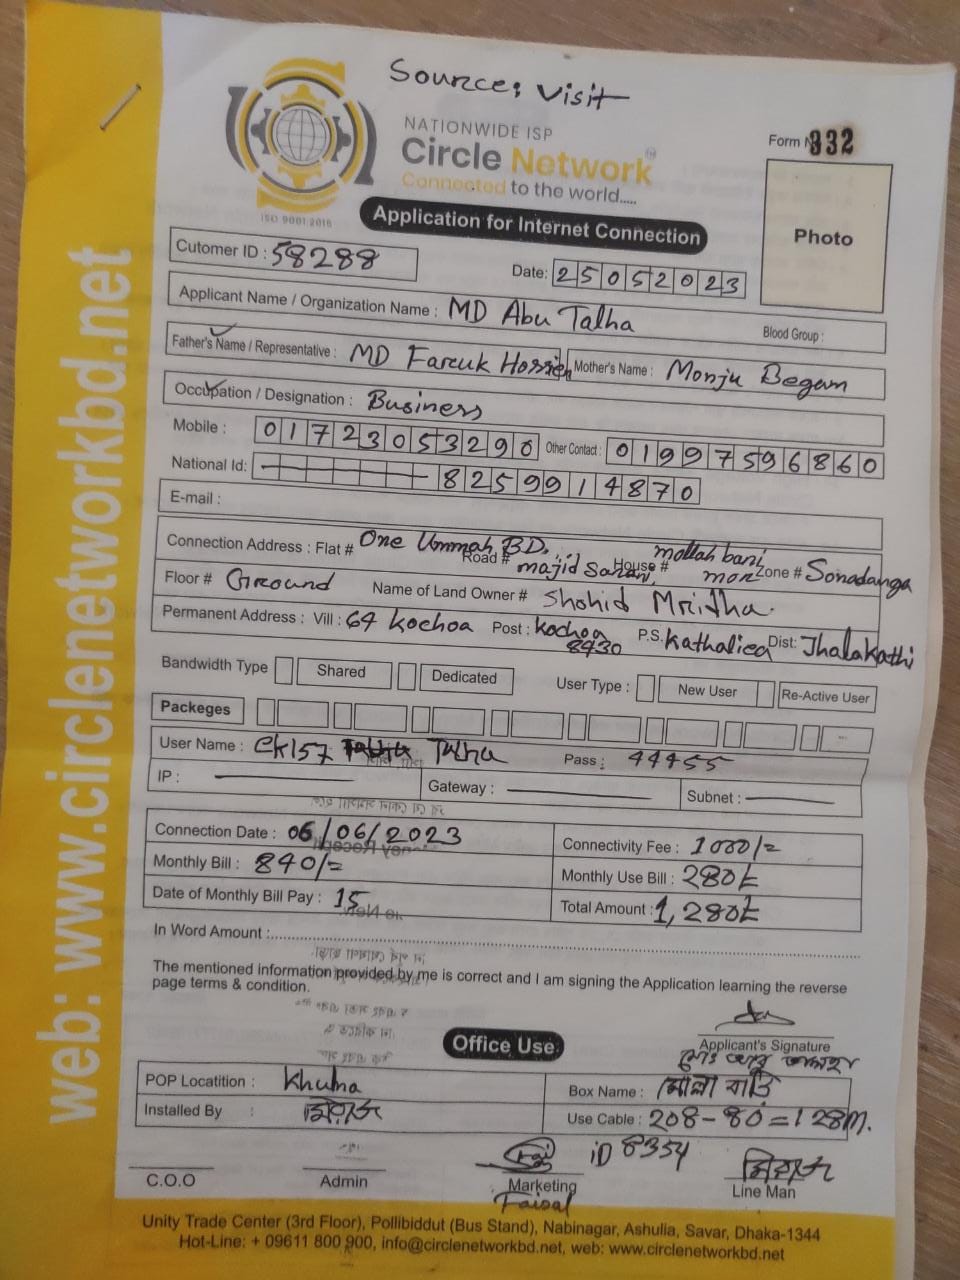 Source: visit
NATIONWIDE ISP
Circle Network
Connected to the world.....
ISO 9001:2015
Form N 332
Photo
Application for Internet Connection
Cutomer ID : 58288
Date: 25052023
Applicant Name / Organization Name : MD Abu Talha Blood Group :
Father's Name / Representative : MD Faruk Hossien Mother's Name : Monju Begum
Occupation / Designation : Business
Mobile : 01723053290 Other Contact : 01997596860
National Id: 8259914870
E-mail :
Connection Address : Flat # One Ummah BD. Road # majid Sarani, House # mollah bari mor Zone # Sonadanga
Floor # Ground Name of Land Owner # Shohid Mridha.
Permanent Address : Vill : 64 Kochoa Post : Kochoa 8430 P.S. Kathaliea Dist: Jhalakathi
Bandwidth Type Shared Dedicated User Type : New User Re-Active User
Packeges
User Name : ck157 Talha Pass : 44455
IP : Gateway : Subnet :
Connection Date : 06/06/2023 Connectivity Fee : 1000/=
Monthly Bill : 840/= Monthly Use Bill : 280
Date of Monthly Bill Pay : 15 Total Amount : 1,280
In Word Amount :
The mentioned information provided by me is correct and I am signing the Application learning the reverse
page terms & condition.
Applicant's Signature
মোঃ আবু তালহা
Office Use
POP Locatition : Khulna Box Name : মোল্লা বাড়ি
Installed By : মিরাজ Use Cable : 208-80=128m.
ID 8354
মিরাজ
C.O.O Admin Marketing Line Man
Faisal
Unity Trade Center (3rd Floor), Pollibiddut (Bus Stand), Nabinagar, Ashulia, Savar, Dhaka-1344
Hot-Line: + 09611 800 900, info@circlenetworkbd.net, web: www.circlenetworkbd.net
web: www.circlenetworkbd.net